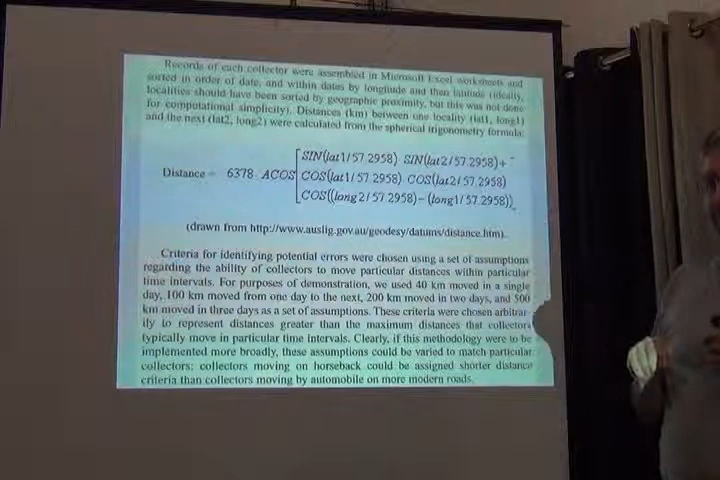 Records of each collector were assembled in Microsoft Excel worksheets and
sorted in order of date, and within dates by longitude and then latitude (ideally,
localities should have been sorted by geographic proximity, but this was not done
for computational simplicity). Distances (km) between one locality (lat1, long1)
and the next (lat2, long2) were calculated from the spherical trigonometry formula:
[SIN(lat1/57.2958) SIN(lat2/57.2958)+
Distance = 6378 ACOS COS(lat1/57.2958) COS(lat2/57.2958)
COS((long2/57.2958)-(long1/57.2958))]
(drawn from http://www.auslig.gov.au/geodesy/datums/distance.htm).
Criteria for identifying potential errors were chosen using a set of assumptions
regarding the ability of collectors to move particular distances within particular
time intervals. For purposes of demonstration, we used 40 km moved in a single
day, 100 km moved from one day to the next, 200 km moved in two days, and 500
km moved in three days as a set of assumptions. These criteria were chosen arbitrar-
ily to represent distances greater than the maximum distances that collectors
typically move in particular time intervals. Clearly, if this methodology were to be
implemented more broadly, these assumptions could be varied to match particular
collectors; collectors moving on horseback could be assigned shorter distance
criteria than collectors moving by automobile on more modern roads.